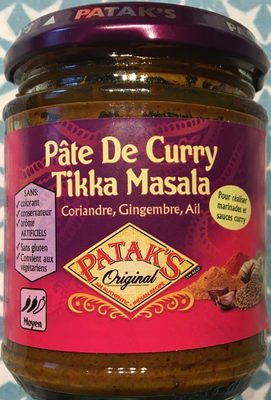 PATAK'S
Pâte De Curry
Tikka Masala
Coriandre, Gingembre, Ail
Pour réaliser
marinades et
sauces curry
SANS:
✓ colorant
✓ conservateur
✓ arôme
ARTIFICIELS
✓ Sans gluten
✓ Convient aux
végétariens
Moyen
PATAK'S
Original